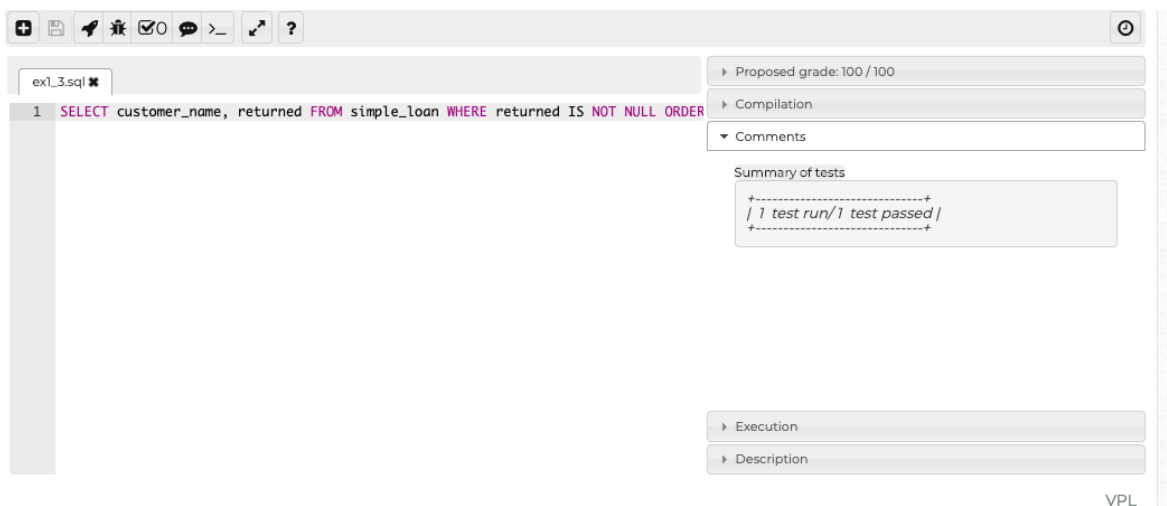 0
?
ex1_3.sql
Proposed grade: 100 / 100
1 SELECT customer_name, returned FROM simple_loan WHERE returned IS NOT NULL ORDER
Compilation
Comments
Summary of tests
+------------------------------+
| 1 test run/ 1 test passed |
+------------------------------+
Execution
Description
VPL